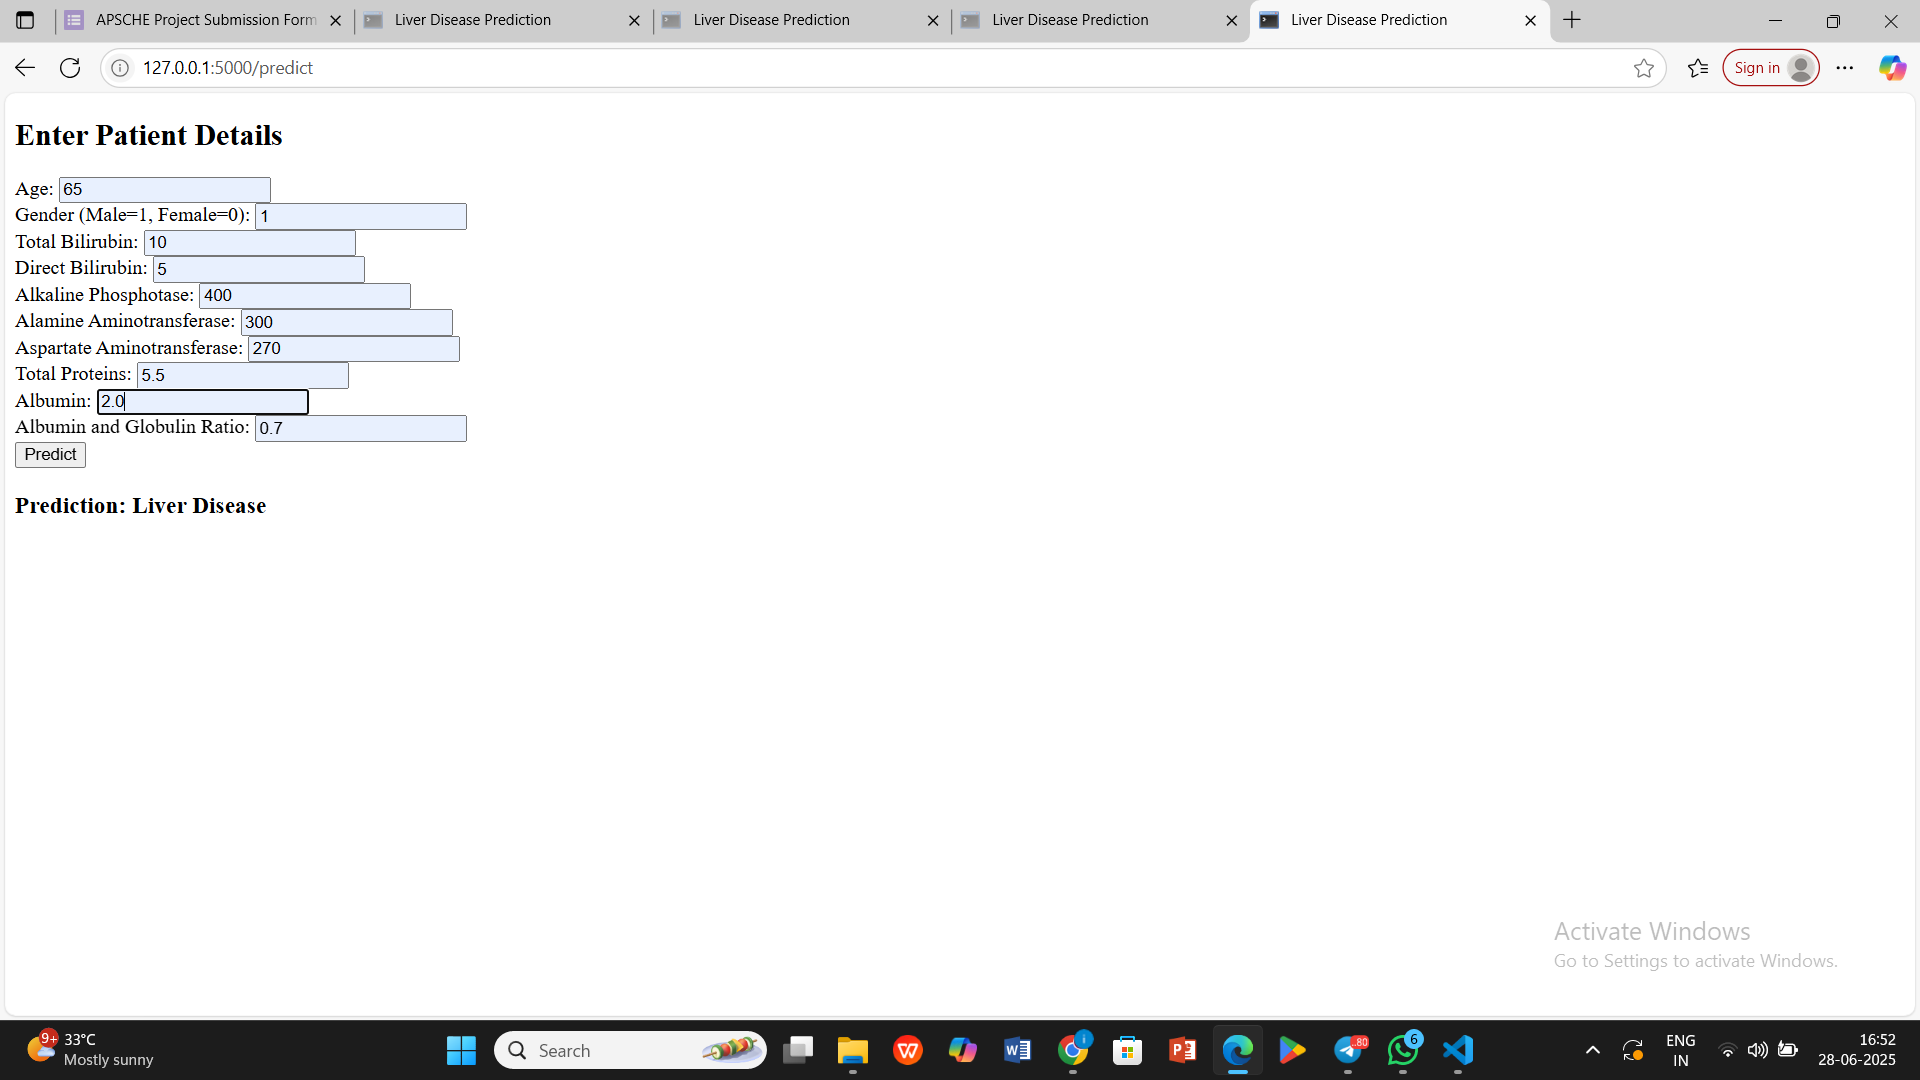 APSCHE Project Submission Form
Liver Disease Prediction
Liver Disease Prediction
Liver Disease Prediction
Liver Disease Prediction
127.0.0.1:5000/predict
Sign in
Enter Patient Details
Age: 65
Gender (Male=1, Female=0): 1
Total Bilirubin: 10
Direct Bilirubin: 5
Alkaline Phosphotase: 400
Alamine Aminotransferase: 300
Aspartate Aminotransferase: 270
Total Proteins: 5.5
Albumin: 2.0
Albumin and Globulin Ratio: 0.7
Predict
Prediction: Liver Disease
Activate Windows
Go to Settings to activate Windows.
9+
33°C
Mostly sunny
Search
80
6
ENG
IN
16:52
28-06-2025